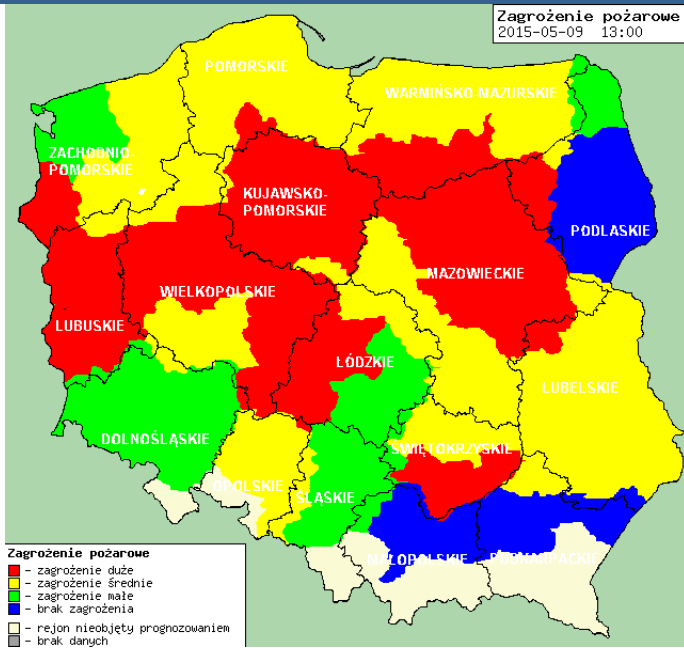 Zagrożenie pożarowe
2015-05-09 13:00
POMORSKIE
WARMIŃSKO-MAZURSKIE
ZACHODNIO-
POMORSKIE
KUJAWSKO-
POMORSKIE
PODLASKIE
MAZOWIECKIE
WIELKOPOLSKIE
LUBUSKIE
ŁÓDZKIE
LUBELSKIE
DOLNOŚLĄSKIE
ŚWIĘTOKRZYSKIE
OPOLSKIE
ŚLĄSKIE
MAŁOPOLSKIE
PODKARPACKIE
Zagrożenie pożarowe
- zagrożenie duże
- zagrożenie średnie
- zagrożenie małe
- brak zagrożenia
- rejon nieobjęty prognozowaniem
- brak danych